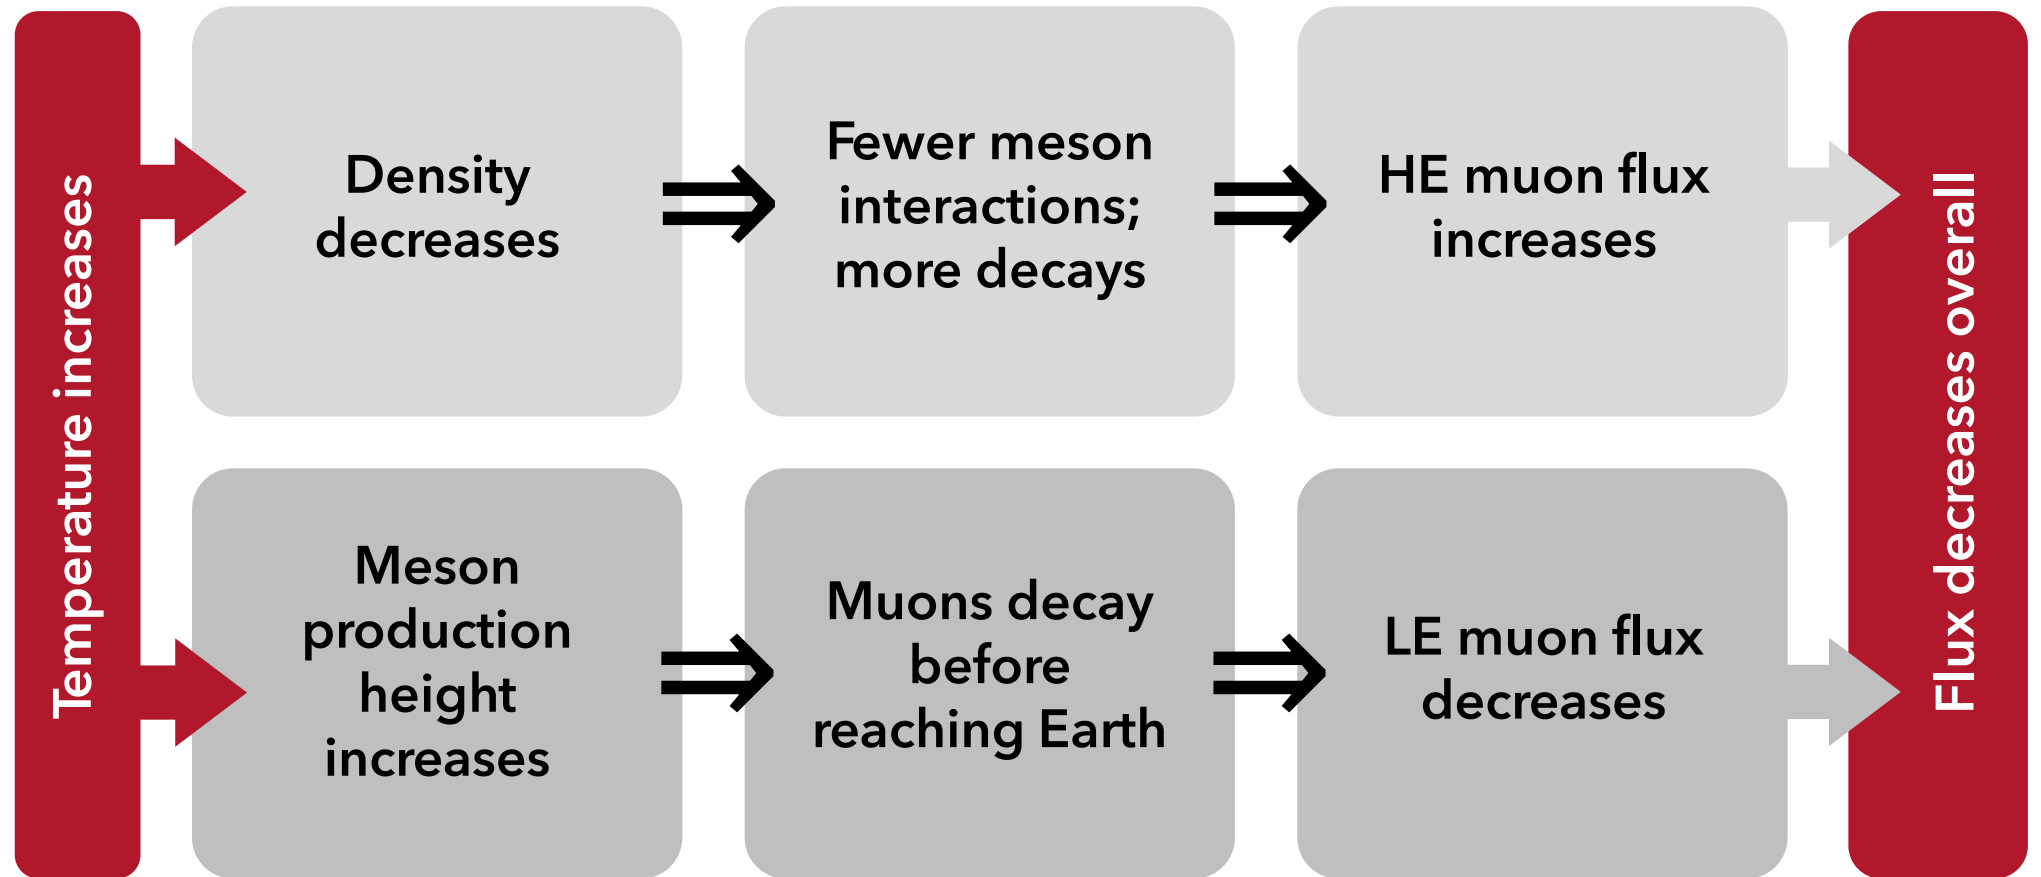 Temperature increases
Density
decreases
⇒
Fewer meson
interactions;
more decays
⇒
HE muon flux
increases
Meson
production
height
increases
⇒
Muons decay
before
reaching Earth
⇒
LE muon flux
decreases
Flux decreases overall